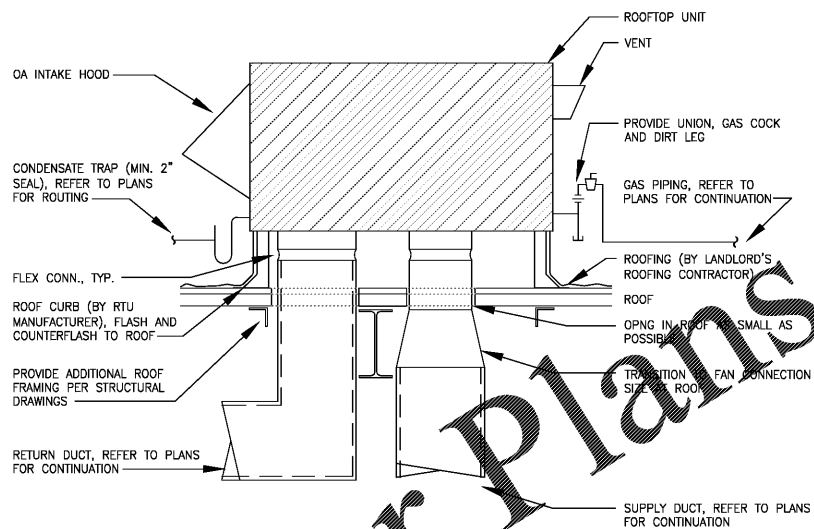 ROOFTOP UNIT
VENT
OA INTAKE HOOD
PROVIDE UNION, GAS COCK
AND DIRT LEG
CONDENSATE TRAP (MIN. 2"
SEAL), REFER TO PLANS
FOR ROUTING
GAS PIPING, REFER TO
PLANS FOR CONTINUATION
FLEX CONN., TYP.
ROOFING (BY LANDLORD'S
ROOFING CONTRACTOR)
ROOF CURB (BY RTU
MANUFACTURER), FLASH AND
COUNTERFLASH TO ROOF
ROOF
OPNG IN ROOF AS SMALL AS
POSSIBLE
PROVIDE ADDITIONAL ROOF
FRAMING PER STRUCTURAL
DRAWINGS
TRANSITION TO FAN CONNECTION
SIZE AT ROOF
RETURN DUCT, REFER TO PLANS
FOR CONTINUATION
SUPPLY DUCT, REFER TO PLANS
FOR CONTINUATION
r Plans